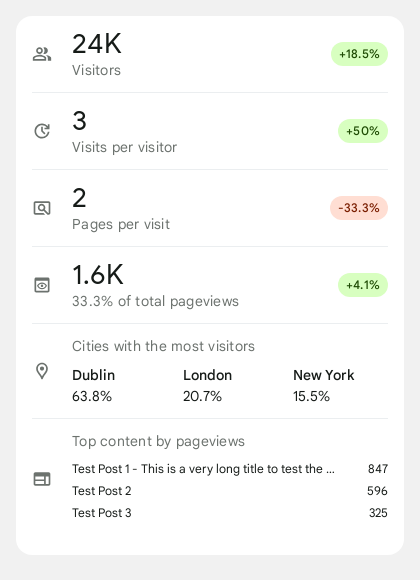 24K
+18.5%
Visitors
3
+50%
Visits per visitor
2
-33.3%
Pages per visit
1.6K
+4.1%
33.3% of total pageviews
Cities with the most visitors
Dublin London New York
63.8% 20.7% 15.5%
Top content by pageviews
Test Post 1 - This is a very long title to test the ... 847
Test Post 2 596
Test Post 3 325